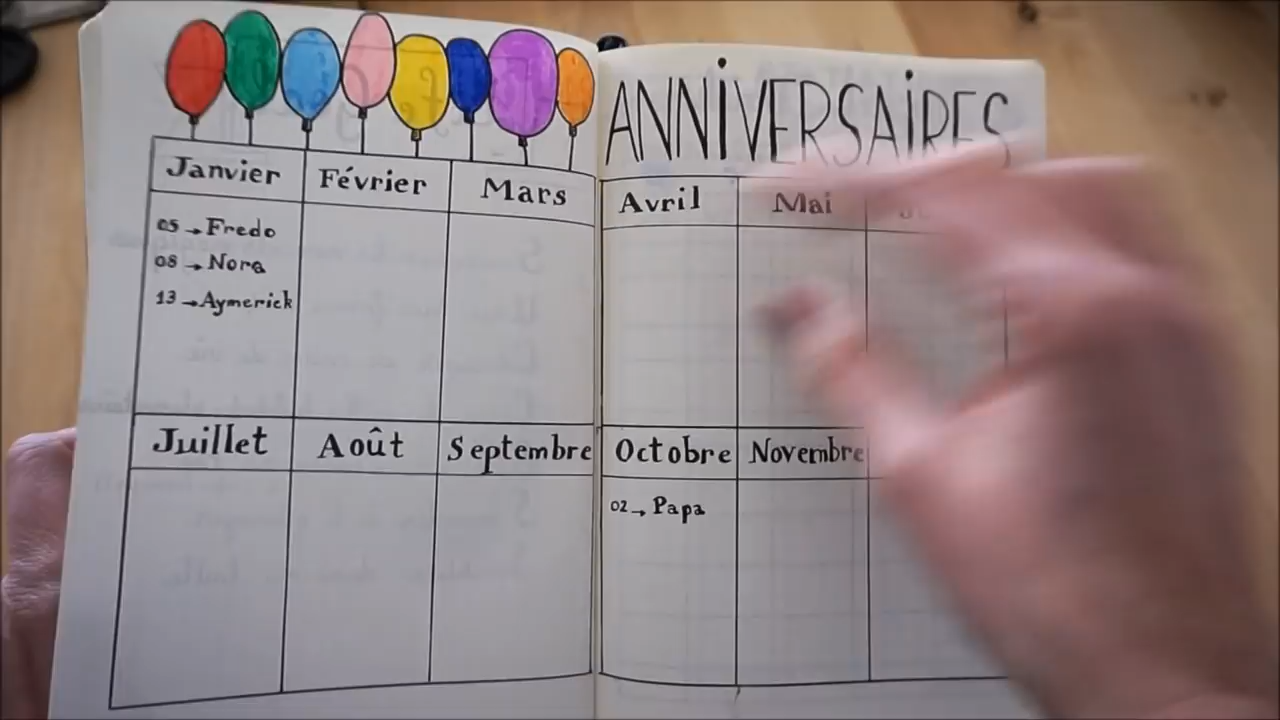 ANNIVERSAIRES
Janvier Février Mars Avril Mai
05 → Fredo
08 → Nora
13 → Aymerick
Juillet Août Septembre Octobre Novembre
02 → Papa